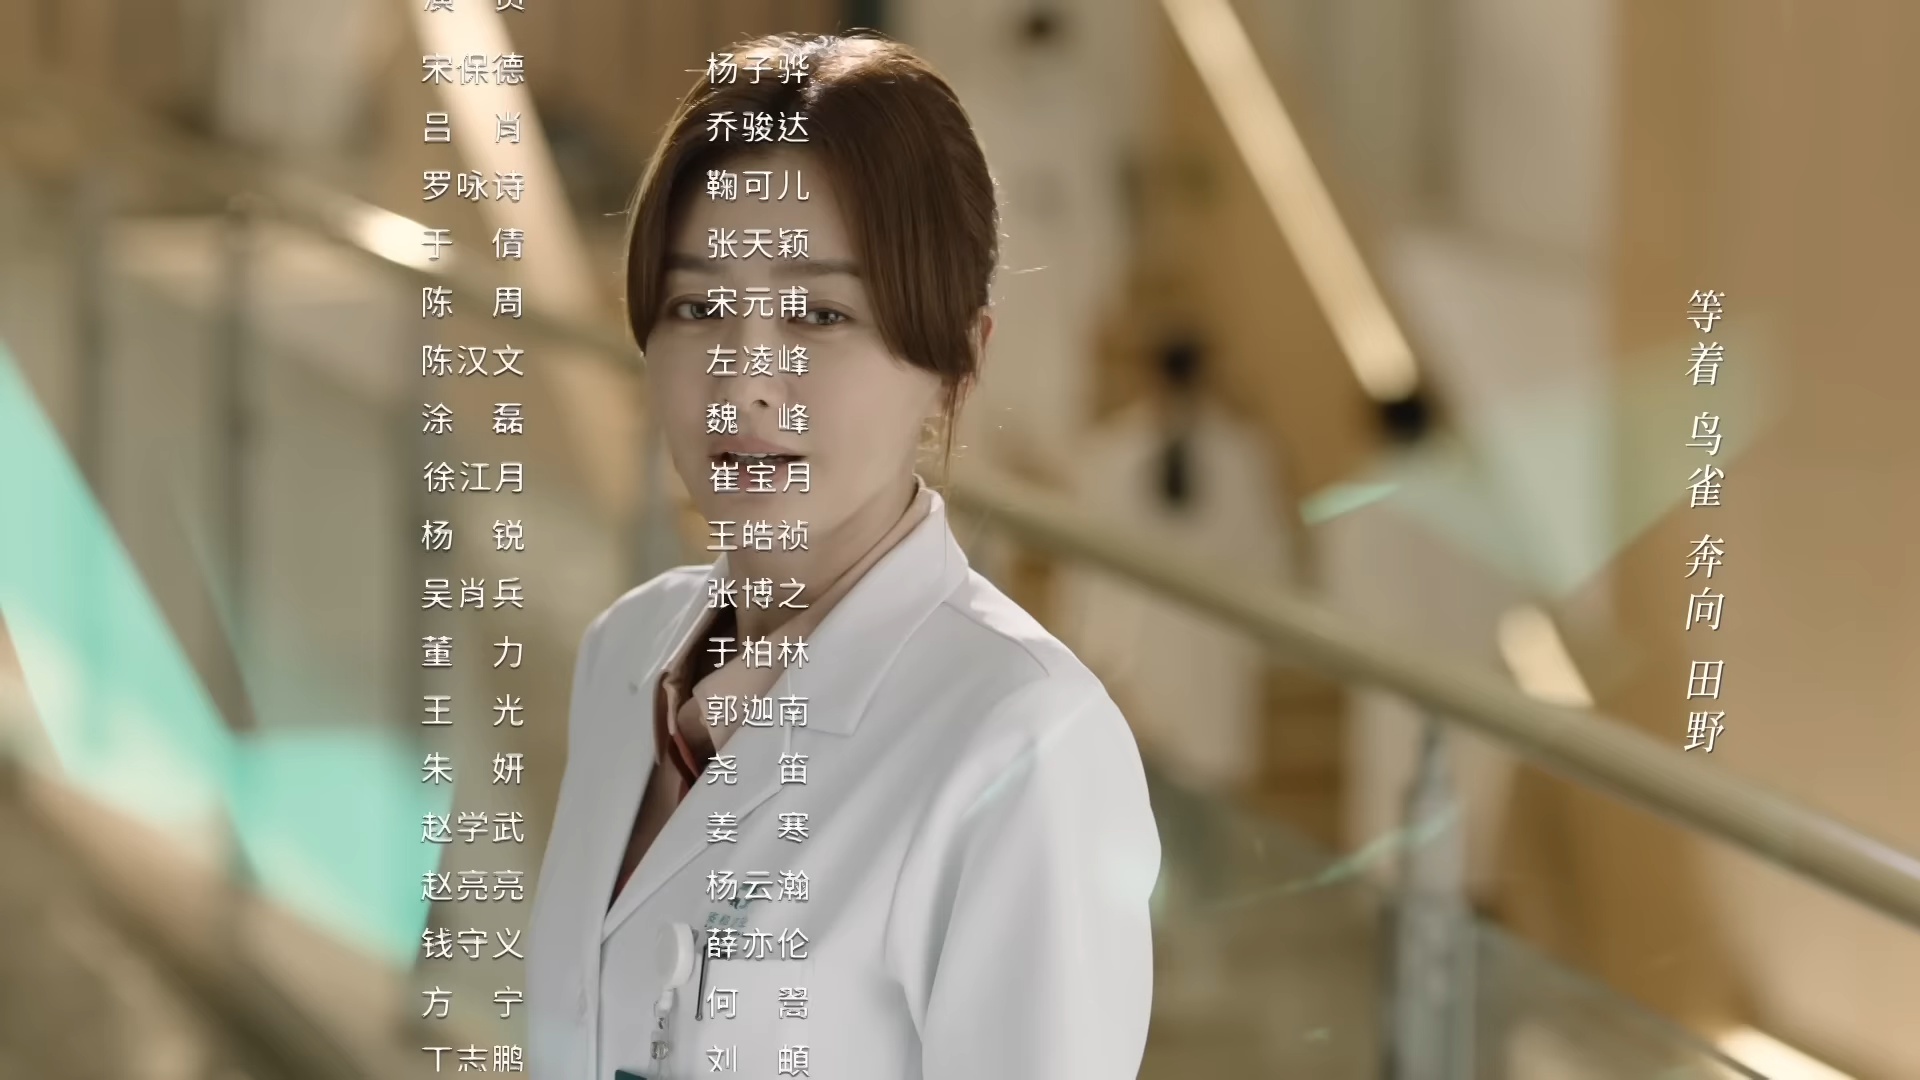 演 员
宋保德 杨子骅
吕 肖 乔骏达
罗咏诗 鞠可儿
于 倩 张天颖
陈 周 宋元甫
陈汉文 左凌峰
涂 磊 魏 峰
徐江月 崔宝月
杨 锐 王皓祯
吴肖兵 张博之
董 力 于柏林
王 光 郭迦南
朱 妍 尧 笛
赵学武 姜 寒
赵亮亮 杨云瀚
钱守义 薛亦伦
方 宁 何 翯
丁志鹏 刘 頔
等着 鸟雀 奔向 田野